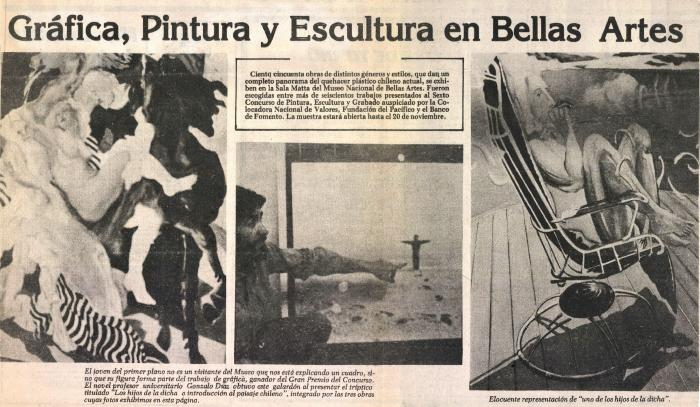 Gráfica, Pintura y Escultura en Bellas Artes
Ciento cincuenta obras de distintos géneros y estilos, que dan un
completo panorama del quehacer plástico chileno actual, se exhi-
ben en la Sala Matta del Museo Nacional de Bellas Artes. Fueron
escogidas entre más de seiscientos trabajos presentados al Sexto
Concurso de Pintura, Escultura y Grabado auspiciado por la Co-
locadora Nacional de Valores, Fundación del Pacífico y el Banco
de Fomento. La muestra estará abierta hasta el 20 de noviembre.
El joven del primer plano no es un visitante del Museo que nos está explicando un cuadro, si-
no que su figura forma parte del trabajo de gráfica, ganador del Gran Premio del Concurso.
El novel profesor universitario Gonzalo Díaz obtuvo este galardón al presentar el tríptico
titulado "Los hijos de la dicha o introducción al paisaje chileno", integrado por las tres obras
cuyas fotos exhibimos en esta página.
Elocuente representación de "uno de los hijos de la dicha".